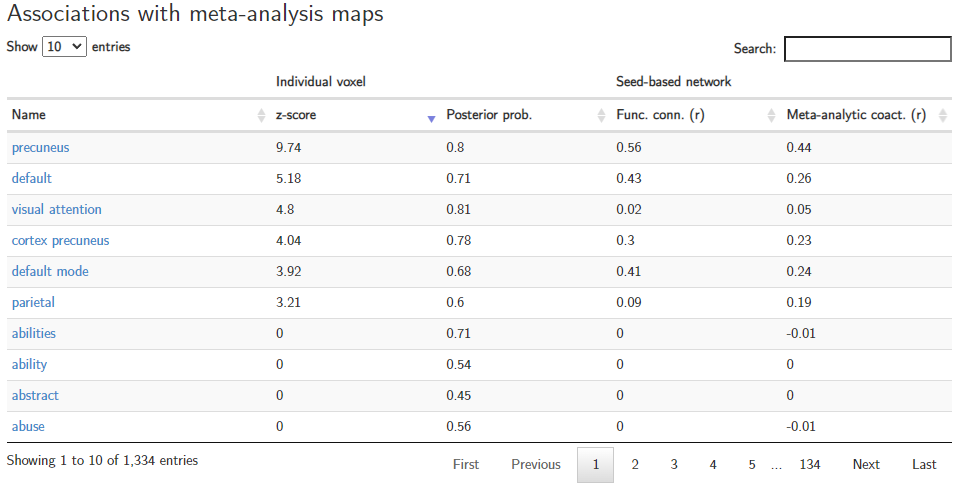 Associations with meta-analysis maps
Show 10 entries Search:
Individual voxel Seed-based network
Name z-score Posterior prob. Func. conn. (r) Meta-analytic coact. (r)
precuneus 9.74 0.8 0.56 0.44
default 5.18 0.71 0.43 0.26
visual attention 4.8 0.81 0.02 0.05
cortex precuneus 4.04 0.78 0.3 0.23
default mode 3.92 0.68 0.41 0.24
parietal 3.21 0.6 0.09 0.19
abilities 0 0.71 0 -0.01
ability 0 0.54 0 0
abstract 0 0.45 0 0
abuse 0 0.56 0 -0.01
Showing 1 to 10 of 1,334 entries First Previous 1 2 3 4 5 ... 134 Next Last